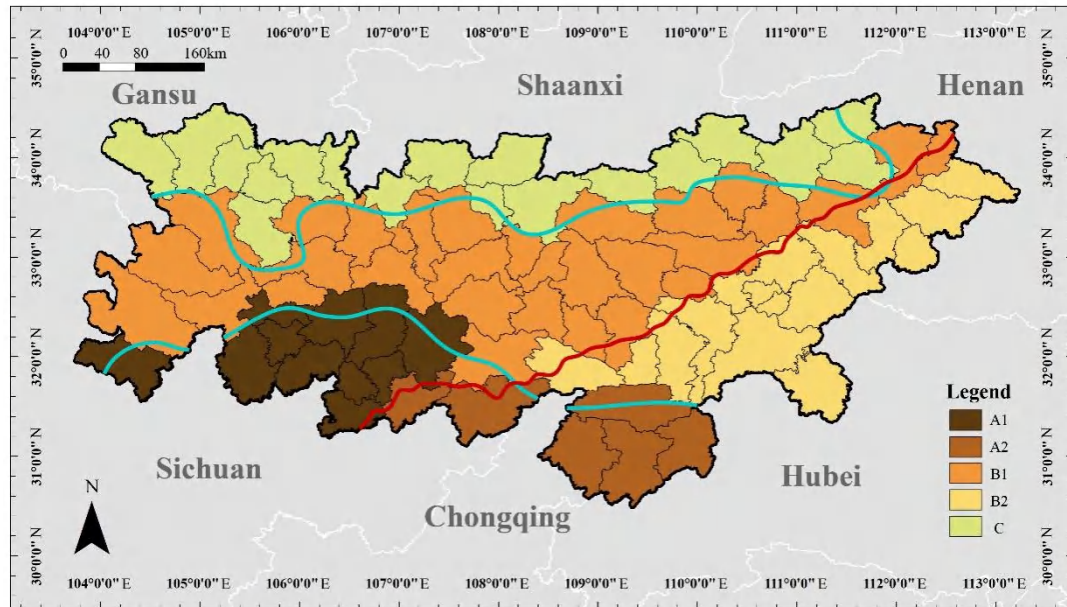 104°0'0" E 105°0'0" E 106°0'0" E 107°0'0" E 108°0'0" E 109°0'0" E 110°0'0" E 111°0'0" E 112°0'0" E 113°0'0" E
0 40 80 160km
35°0'0" N
35°0'0" N
Gansu
Shaanxi
Henan
34°0'0" N
34°0'0" N
33°0'0" N
33°0'0" N
32°0'0" N
32°0'0" N
Legend
A1
A2
B1
B2
C
31°0'0" N
31°0'0" N
Sichuan
Hubei
Chongqing
N
30°0'0" N
30°0'0" N
104°0'0" E 105°0'0" E 106°0'0" E 107°0'0" E 108°0'0" E 109°0'0" E 110°0'0" E 111°0'0" E 112°0'0" E 113°0'0" E